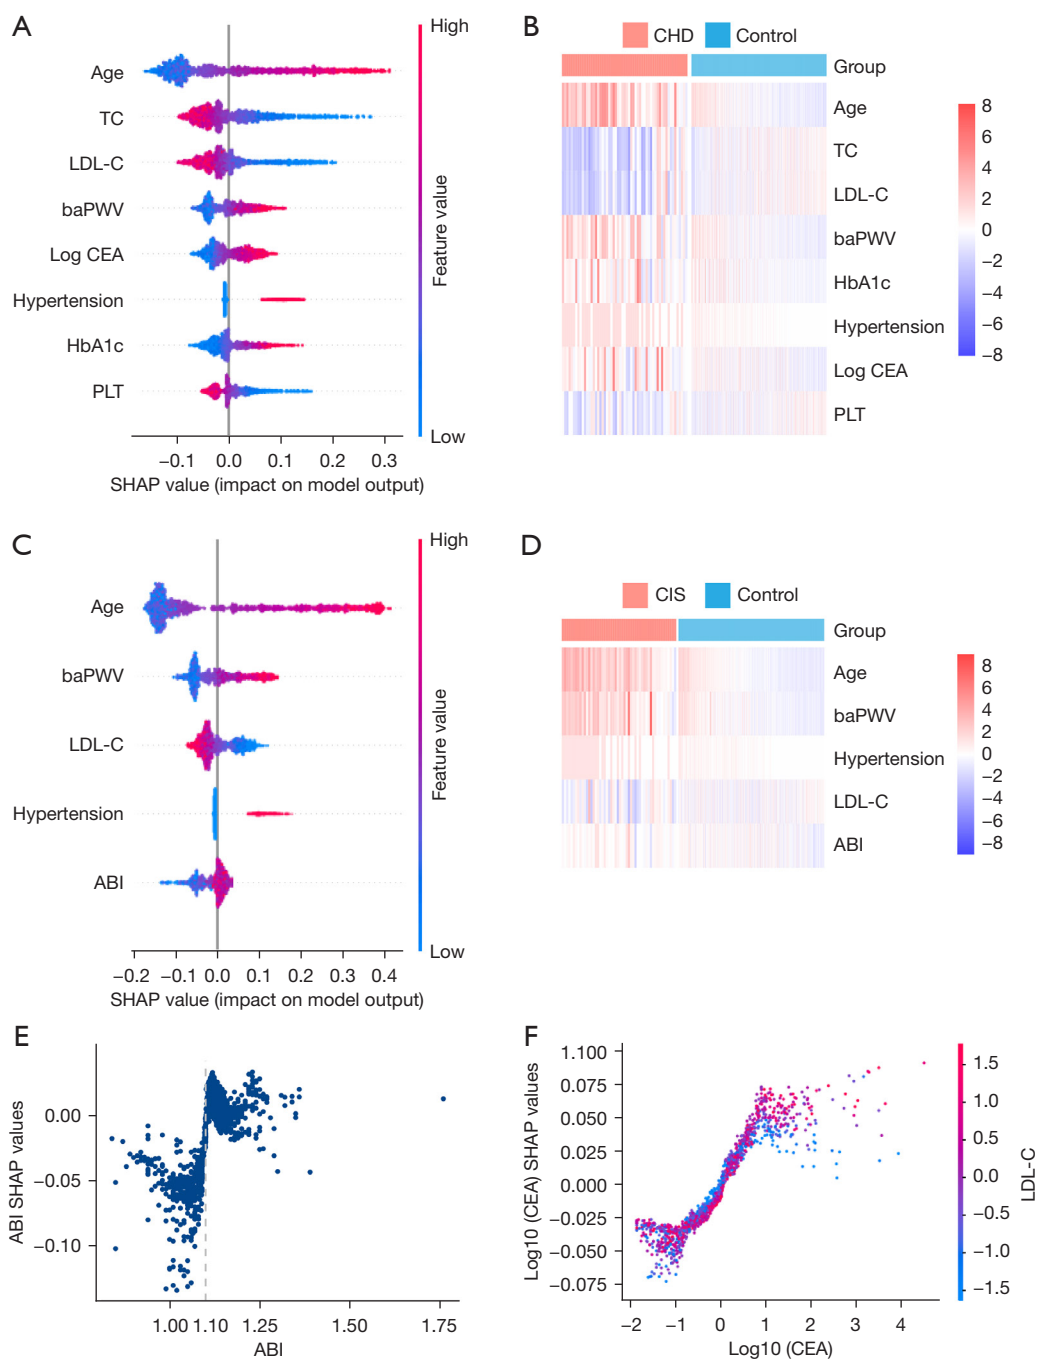 A
High
Age
TC
LDL-C
baPWV
Log CEA
Hypertension
HbA1c
PLT
Feature value
Low
−0.1 0.0 0.1 0.2 0.3
SHAP value (impact on model output)
B
CHD Control
Group
Age
TC
LDL-C
baPWV
HbA1c
Hypertension
Log CEA
PLT
8
6
4
2
0
−2
−4
−6
−8
C
High
Age
baPWV
LDL-C
Hypertension
ABI
Feature value
Low
−0.2 −0.1 0.0 0.1 0.2 0.3 0.4
SHAP value (impact on model output)
D
CIS Control
Group
Age
baPWV
Hypertension
LDL-C
ABI
8
6
4
2
0
−2
−4
−6
−8
E
ABI SHAP values
0.00
−0.05
−0.10
1.00 1.10 1.25 1.50 1.75
ABI
F
Log10 (CEA) SHAP values
1.100
0.075
0.050
0.025
0.000
−0.025
−0.050
−0.075
−2 −1 0 1 2 3 4
Log10 (CEA)
1.5
1.0
0.5
0.0
−0.5
−1.0
−1.5
LDL-C